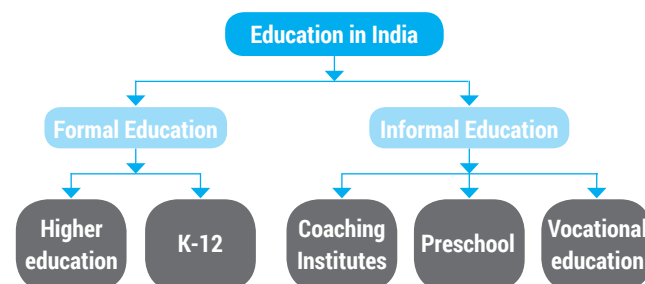 Education in India
Formal Education
Informal Education
Higher
education
K-12
Coaching
Institutes
Preschool
Vocational
education